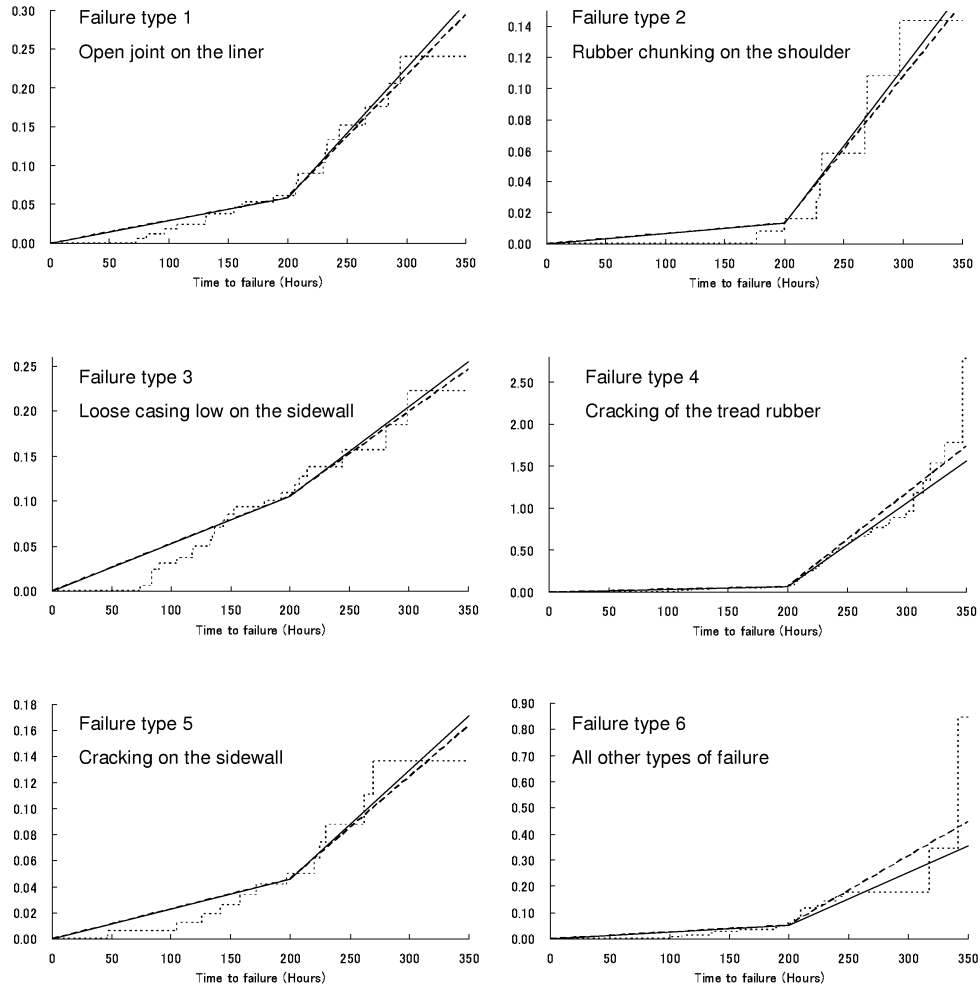 0.30
0.25
0.20
0.15
0.10
0.05
0.00
Failure type 1
Open joint on the liner
0 50 100 150 200 250 300 350
Time to failure (Hours)
0.14
0.12
0.10
0.08
0.06
0.04
0.02
0.00
Failure type 2
Rubber chunking on the shoulder
0 50 100 150 200 250 300 350
Time to failure (Hours)
0.25
0.20
0.15
0.10
0.05
0.00
Failure type 3
Loose casing low on the sidewall
0 50 100 150 200 250 300 350
Time to failure (Hours)
2.50
2.00
1.50
1.00
0.50
0.00
Failure type 4
Cracking of the tread rubber
0 50 100 150 200 250 300 350
Time to failure (Hours)
0.18
0.16
0.14
0.12
0.10
0.08
0.06
0.04
0.02
0.00
Failure type 5
Cracking on the sidewall
0 50 100 150 200 250 300 350
Time to failure (Hours)
0.90
0.80
0.70
0.60
0.50
0.40
0.30
0.20
0.10
0.00
Failure type 6
All other types of failure
0 50 100 150 200 250 300 350
Time to failure (Hours)